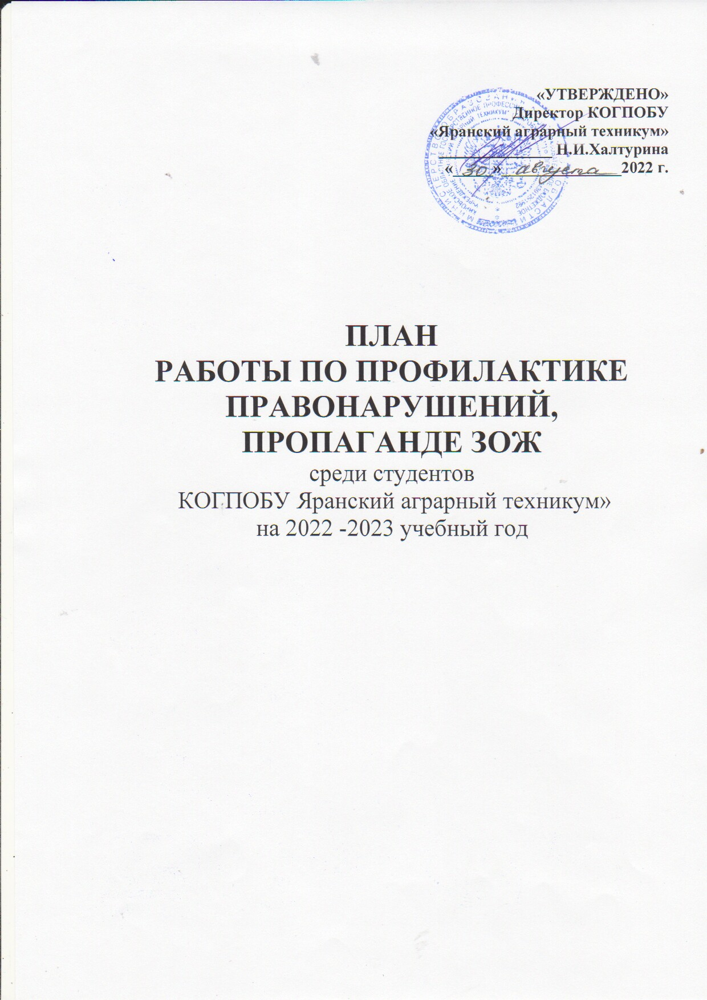 «УТВЕРЖДЕНО»
Директор КОГПОБУ
«Яранский аграрный техникум»
Н.И.Халтурина
« 30 » августа 2022 г.
ПЛАН
РАБОТЫ ПО ПРОФИЛАКТИКЕ
ПРАВОНАРУШЕНИЙ,
ПРОПАГАНДЕ ЗОЖ
среди студентов
КОГПОБУ Яранский аграрный техникум»
на 2022 -2023 учебный год